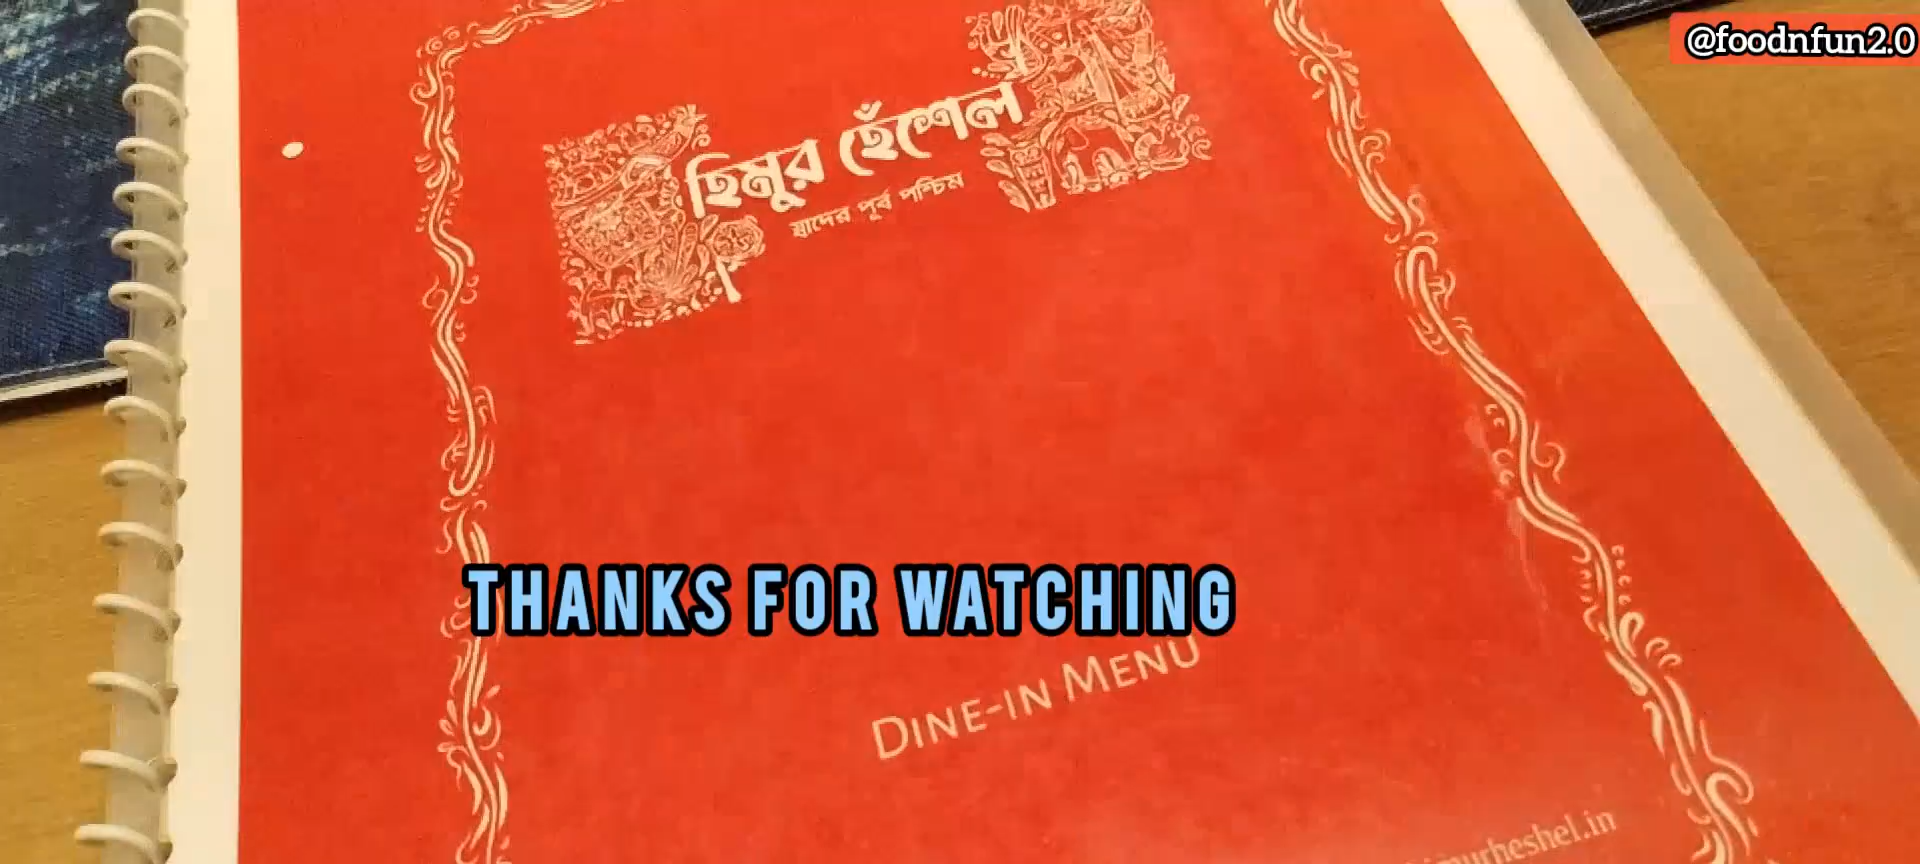 @foodnfun2.0
হিমুর হেঁশেল
স্বাদের পূর্ব পশ্চিম
THANKS FOR WATCHING
DINE-IN MENU